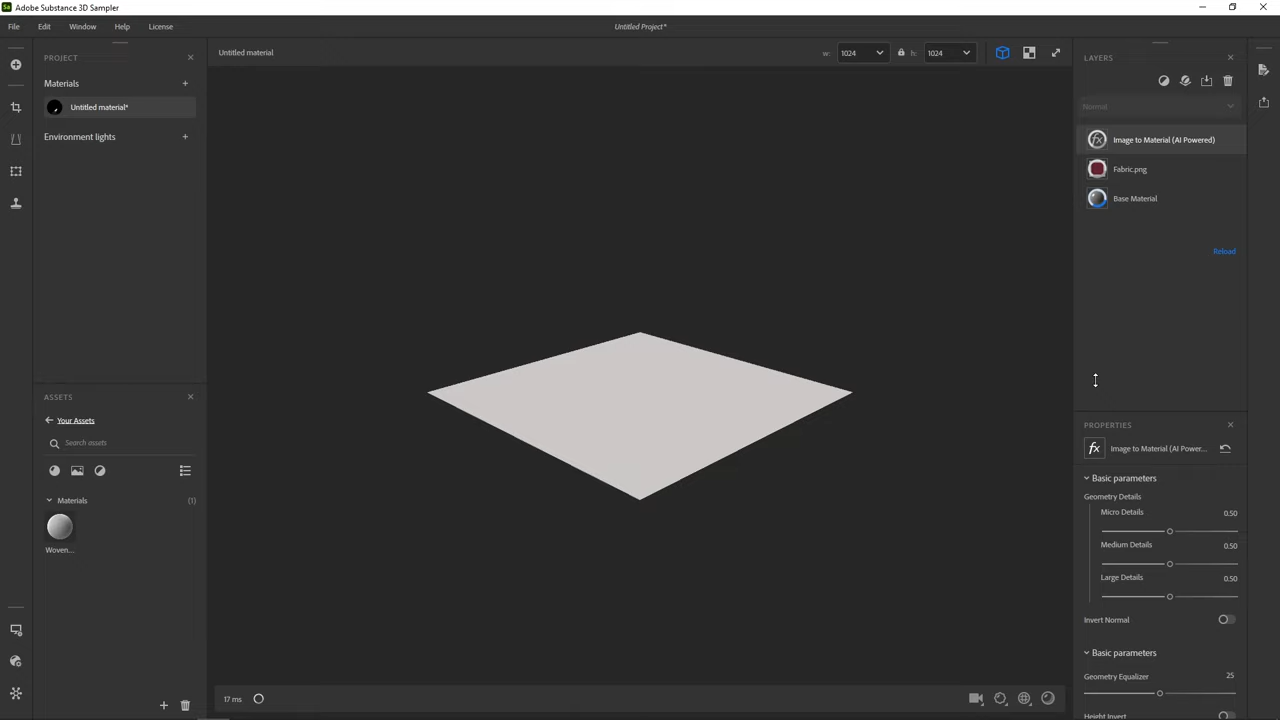 Sa Adobe Substance 3D Sampler
File Edit Window Help License
Untitled Project*
PROJECT
Materials
Untitled material*
Environment lights
Untitled material
w: 1024 h: 1024
LAYERS
Normal
Image to Material (AI Powered)
Fabric.png
Base Material
Reload
ASSETS
Your Assets
Search assets
Materials (1)
Woven...
17 ms
PROPERTIES
fx Image to Material (AI Power...
Basic parameters
Geometry Details
Micro Details 0.50
Medium Details 0.50
Large Details 0.50
Invert Normal
Basic parameters
Geometry Equalizer 25
Height Invert